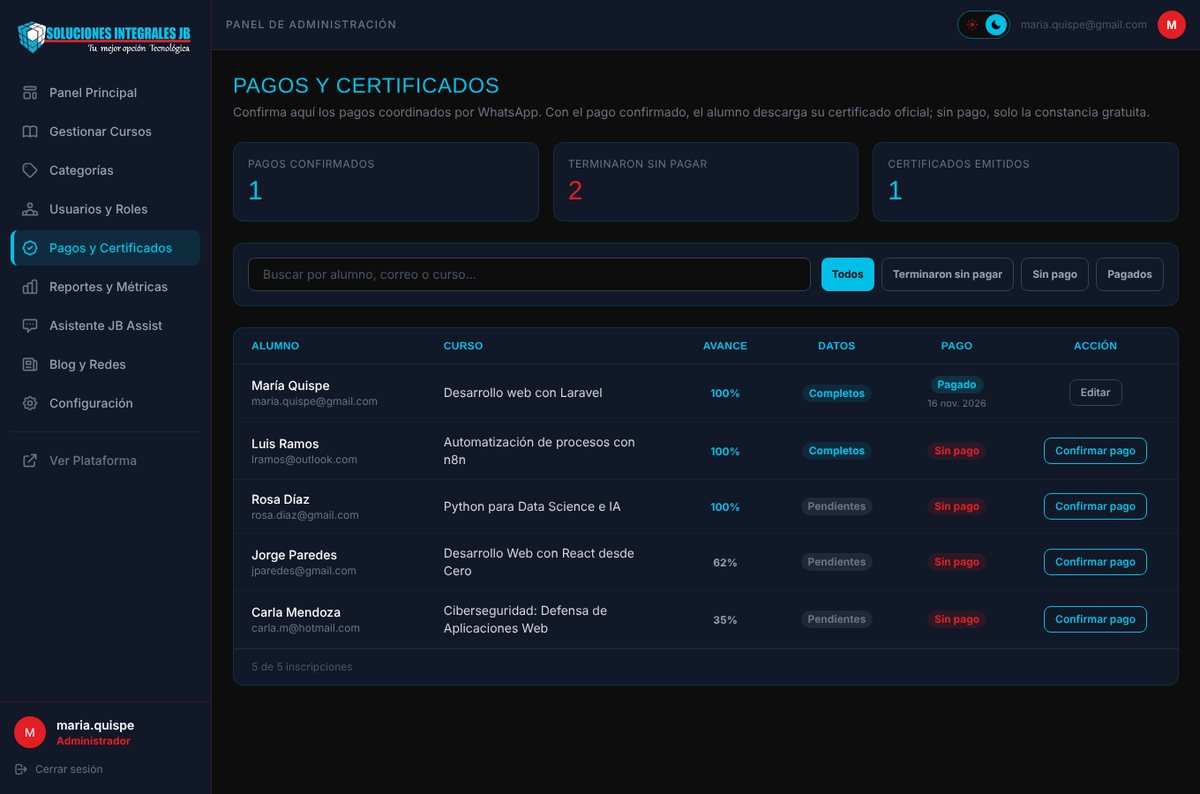 SOLUCIONES INTEGRALES JB
Tu mejor opción Tecnológica
PANEL DE ADMINISTRACIÓN
maria.quispe@gmail.com
M
Panel Principal
Gestionar Cursos
Categorías
Usuarios y Roles
Pagos y Certificados
Reportes y Métricas
Asistente JB Assist
Blog y Redes
Configuración
Ver Plataforma
M
maria.quispe
Administrador
Cerrar sesión
PAGOS Y CERTIFICADOS
Confirma aquí los pagos coordinados por WhatsApp. Con el pago confirmado, el alumno descarga su certificado oficial; sin pago, solo la constancia gratuita.
PAGOS CONFIRMADOS
1
TERMINARON SIN PAGAR
2
CERTIFICADOS EMITIDOS
1
Buscar por alumno, correo o curso...
Todos
Terminaron sin pagar
Sin pago
Pagados
ALUMNO CURSO AVANCE DATOS PAGO ACCIÓN
María Quispe
maria.quispe@gmail.com
Desarrollo web con Laravel
100%
Completos
Pagado
16 nov. 2026
Editar
Luis Ramos
lramos@outlook.com
Automatización de procesos con
n8n
100%
Completos
Sin pago
Confirmar pago
Rosa Díaz
rosa.diaz@gmail.com
Python para Data Science e IA
100%
Pendientes
Sin pago
Confirmar pago
Jorge Paredes
jparedes@gmail.com
Desarrollo Web con React desde
Cero
62%
Pendientes
Sin pago
Confirmar pago
Carla Mendoza
carla.m@hotmail.com
Ciberseguridad: Defensa de
Aplicaciones Web
35%
Pendientes
Sin pago
Confirmar pago
5 de 5 inscripciones